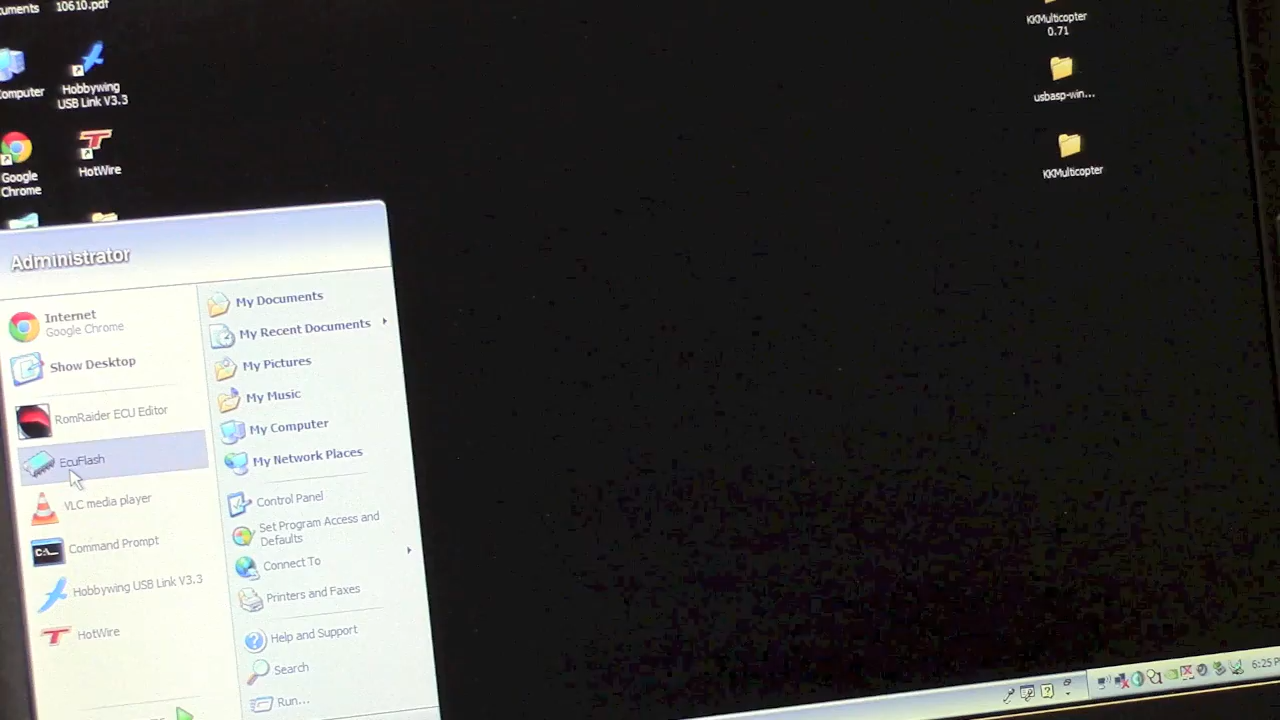 uments
10610.pdf
omputer
Hobbywing
USB Link V3.3
Google
Chrome
HotWire
KKMulticopter
0.71
usbasp-win...
KKMulticopter
Administrator
Internet
Google Chrome
Show Desktop
RomRaider ECU Editor
EcuFlash
VLC media player
C:\_
Command Prompt
Hobbywing USB Link V3.3
HotWire
My Documents
My Recent Documents
My Pictures
My Music
My Computer
My Network Places
Control Panel
Set Program Access and
Defaults
Connect To
Printers and Faxes
Help and Support
Search
Run...
6:25 P